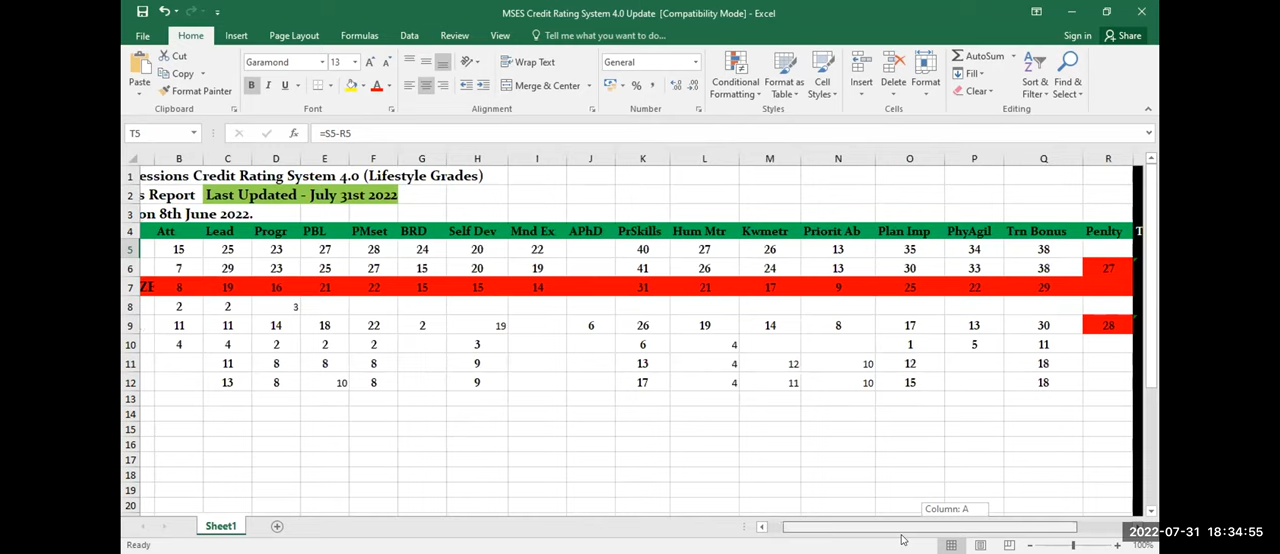 MSES Credit Rating System 4.0 Update [Compatibility Mode] - Excel
File Home Insert Page Layout Formulas Data Review View Tell me what you want to do... Sign in Share
Cut Garamond 13 Wrap Text General AutoSum
Paste Copy Conditional Format as Cell Insert Delete Format Fill Sort & Find &
Format Painter B I U Merge & Center Formatting Table Styles Clear Filter Select
Clipboard Font Alignment Number Styles Cells Editing
T5 fx =S5-R5
B C D E F G H I J K L M N O P Q R
1 essions Credit Rating System 4.0 (Lifestyle Grades)
2 s Report Last Updated - July 31st 2022
3 on 8th June 2022.
4 Att Lead Progr PBL PMset BRD Self Dev Mnd Ex APhD PrSkills Hum Mtr Kwmetr Priorit Ab Plan Imp PhyAgil Trn Bonus Penlty T
5 15 25 23 27 28 24 20 22 40 27 26 13 35 34 38
6 7 29 23 25 27 15 20 19 41 26 24 13 30 33 38 27
7 ZE 8 19 16 21 22 15 15 14 31 21 17 9 25 22 29
8 2 2 3
9 11 11 14 18 22 2 19 6 26 19 14 8 17 13 30 28
10 4 4 2 2 2 3 6 4 1 5 11
11 11 8 8 8 9 13 4 12 10 12 18
12 13 8 10 8 9 17 4 11 10 15 18
13
14
15
16
17
18
19
20
Column: A
Sheet1
Ready 100%
2022-07-31 18:34:55